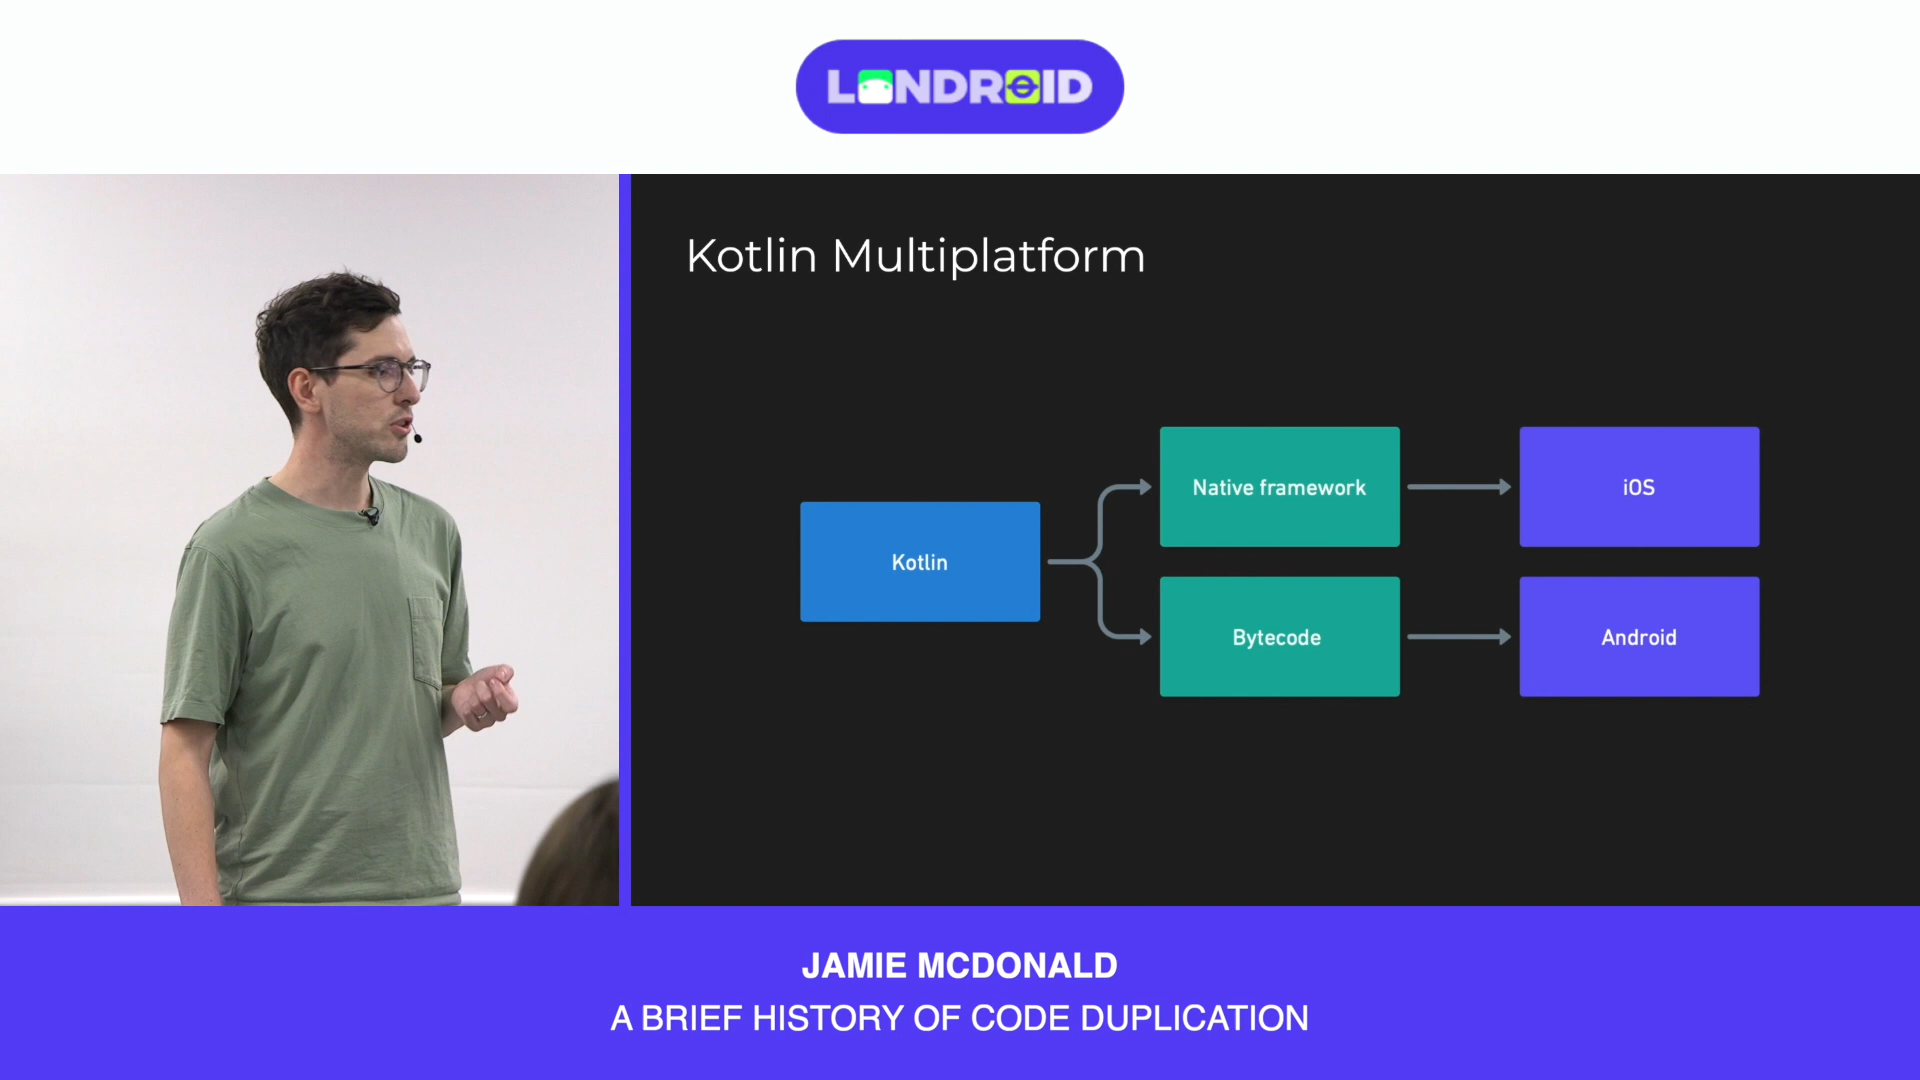 LONDROID
Kotlin Multiplatform
Native framework
iOS
Kotlin
Bytecode
Android
JAMIE MCDONALD
A BRIEF HISTORY OF CODE DUPLICATION